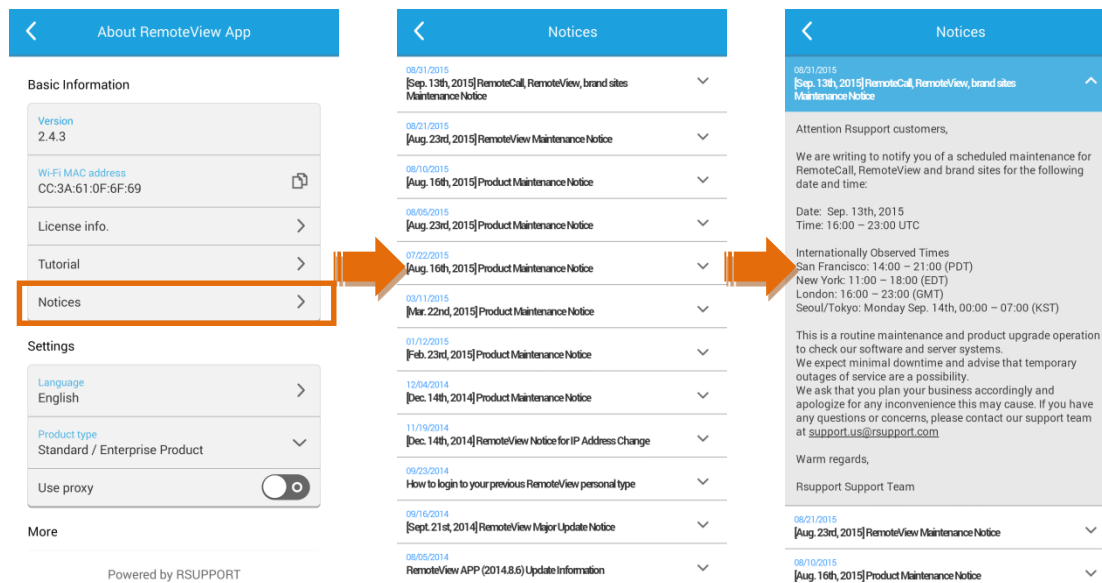 About RemoteView App
Basic Information
Version
2.4.3
Wi-Fi MAC address
CC:3A:61:0F:6F:69
License info.
Tutorial
Notices
Settings
Language
English
Product type
Standard / Enterprise Product
Use proxy
More
Powered by RSUPPORT
Notices
08/31/2015
[Sep. 13th, 2015] RemoteCall, RemoteView, brand sites
Maintenance Notice
08/21/2015
[Aug. 23rd, 2015] RemoteView Maintenance Notice
08/10/2015
[Aug. 16th, 2015] Product Maintenance Notice
08/05/2015
[Aug. 23rd, 2015] Product Maintenance Notice
07/22/2015
[Aug. 16th, 2015] Product Maintenance Notice
03/11/2015
[Mar. 22nd, 2015] Product Maintenance Notice
01/12/2015
[Feb. 23rd, 2015] Product Maintenance Notice
12/04/2014
[Dec. 14th, 2014] Product Maintenance Notice
11/19/2014
[Dec. 14th, 2014] RemoteView Notice for IP Address Change
09/23/2014
How to login to your previous RemoteView personal type
09/16/2014
[Sept. 21st, 2014] RemoteView Major Update Notice
08/05/2014
RemoteView APP (2014.8.6) Update Information
Notices
08/31/2015
[Sep. 13th, 2015] RemoteCall, RemoteView, brand sites
Maintenance Notice
Attention Rsupport customers,
We are writing to notify you of a scheduled maintenance for
RemoteCall, RemoteView and brand sites for the following
date and time:
Date: Sep. 13th, 2015
Time: 16:00 – 23:00 UTC
Internationally Observed Times
San Francisco: 14:00 – 21:00 (PDT)
New York: 11:00 – 18:00 (EDT)
London: 16:00 – 23:00 (GMT)
Seoul/Tokyo: Monday Sep. 14th, 00:00 – 07:00 (KST)
This is a routine maintenance and product upgrade operation
to check our software and server systems.
We expect minimal downtime and advise that temporary
outages of service are a possibility.
We ask that you plan your business accordingly and
apologize for any inconvenience this may cause. If you have
any questions or concerns, please contact our support team
at support.us@rsupport.com
Warm regards,
Rsupport Support Team
08/21/2015
[Aug. 23rd, 2015] RemoteView Maintenance Notice
08/10/2015
[Aug. 16th, 2015] Product Maintenance Notice